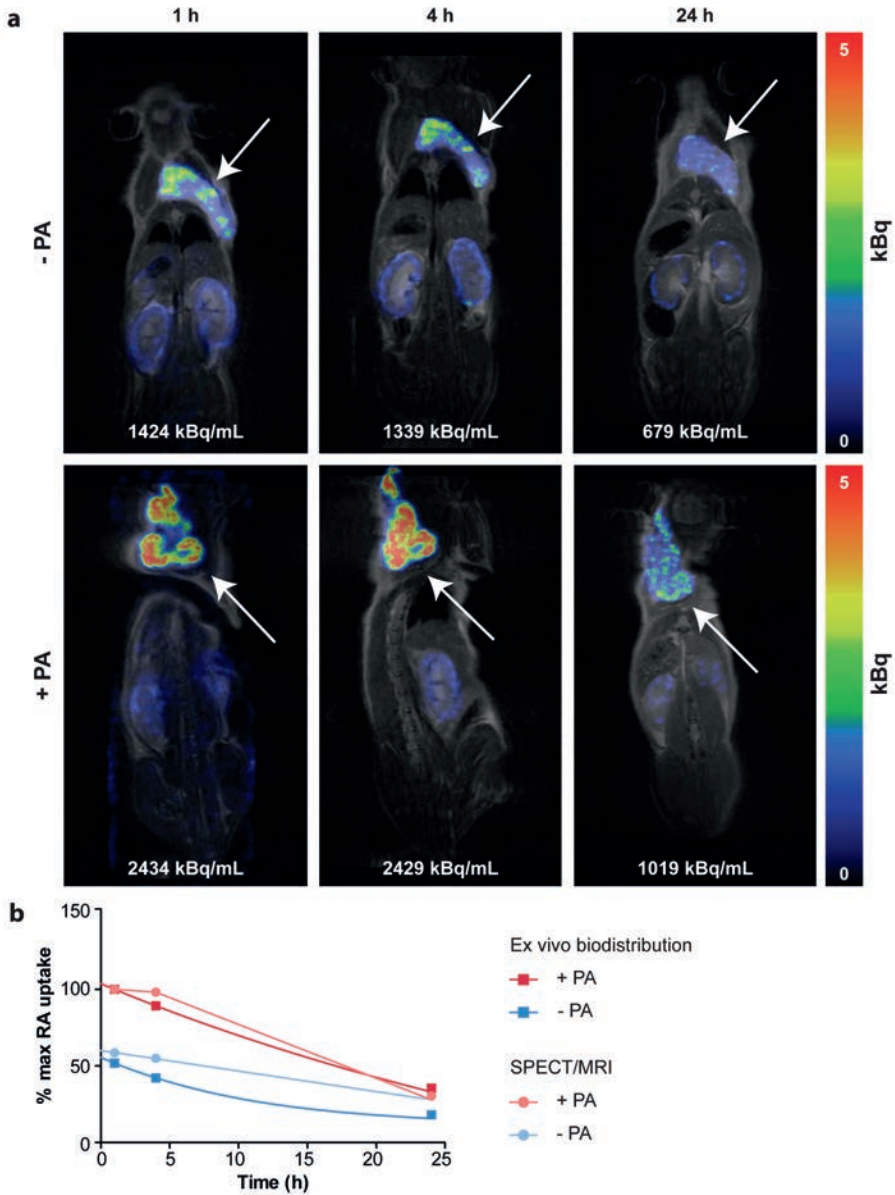 a
1 h 4 h 24 h
- PA
1424 kBq/mL 1339 kBq/mL 679 kBq/mL
5
kBq
0
+ PA
2434 kBq/mL 2429 kBq/mL 1019 kBq/mL
5
kBq
0
b
% max RA uptake
150
100
50
0
0 5 10 15 20 25
Time (h)
Ex vivo biodistribution
+ PA
- PA
SPECT/MRI
+ PA
- PA